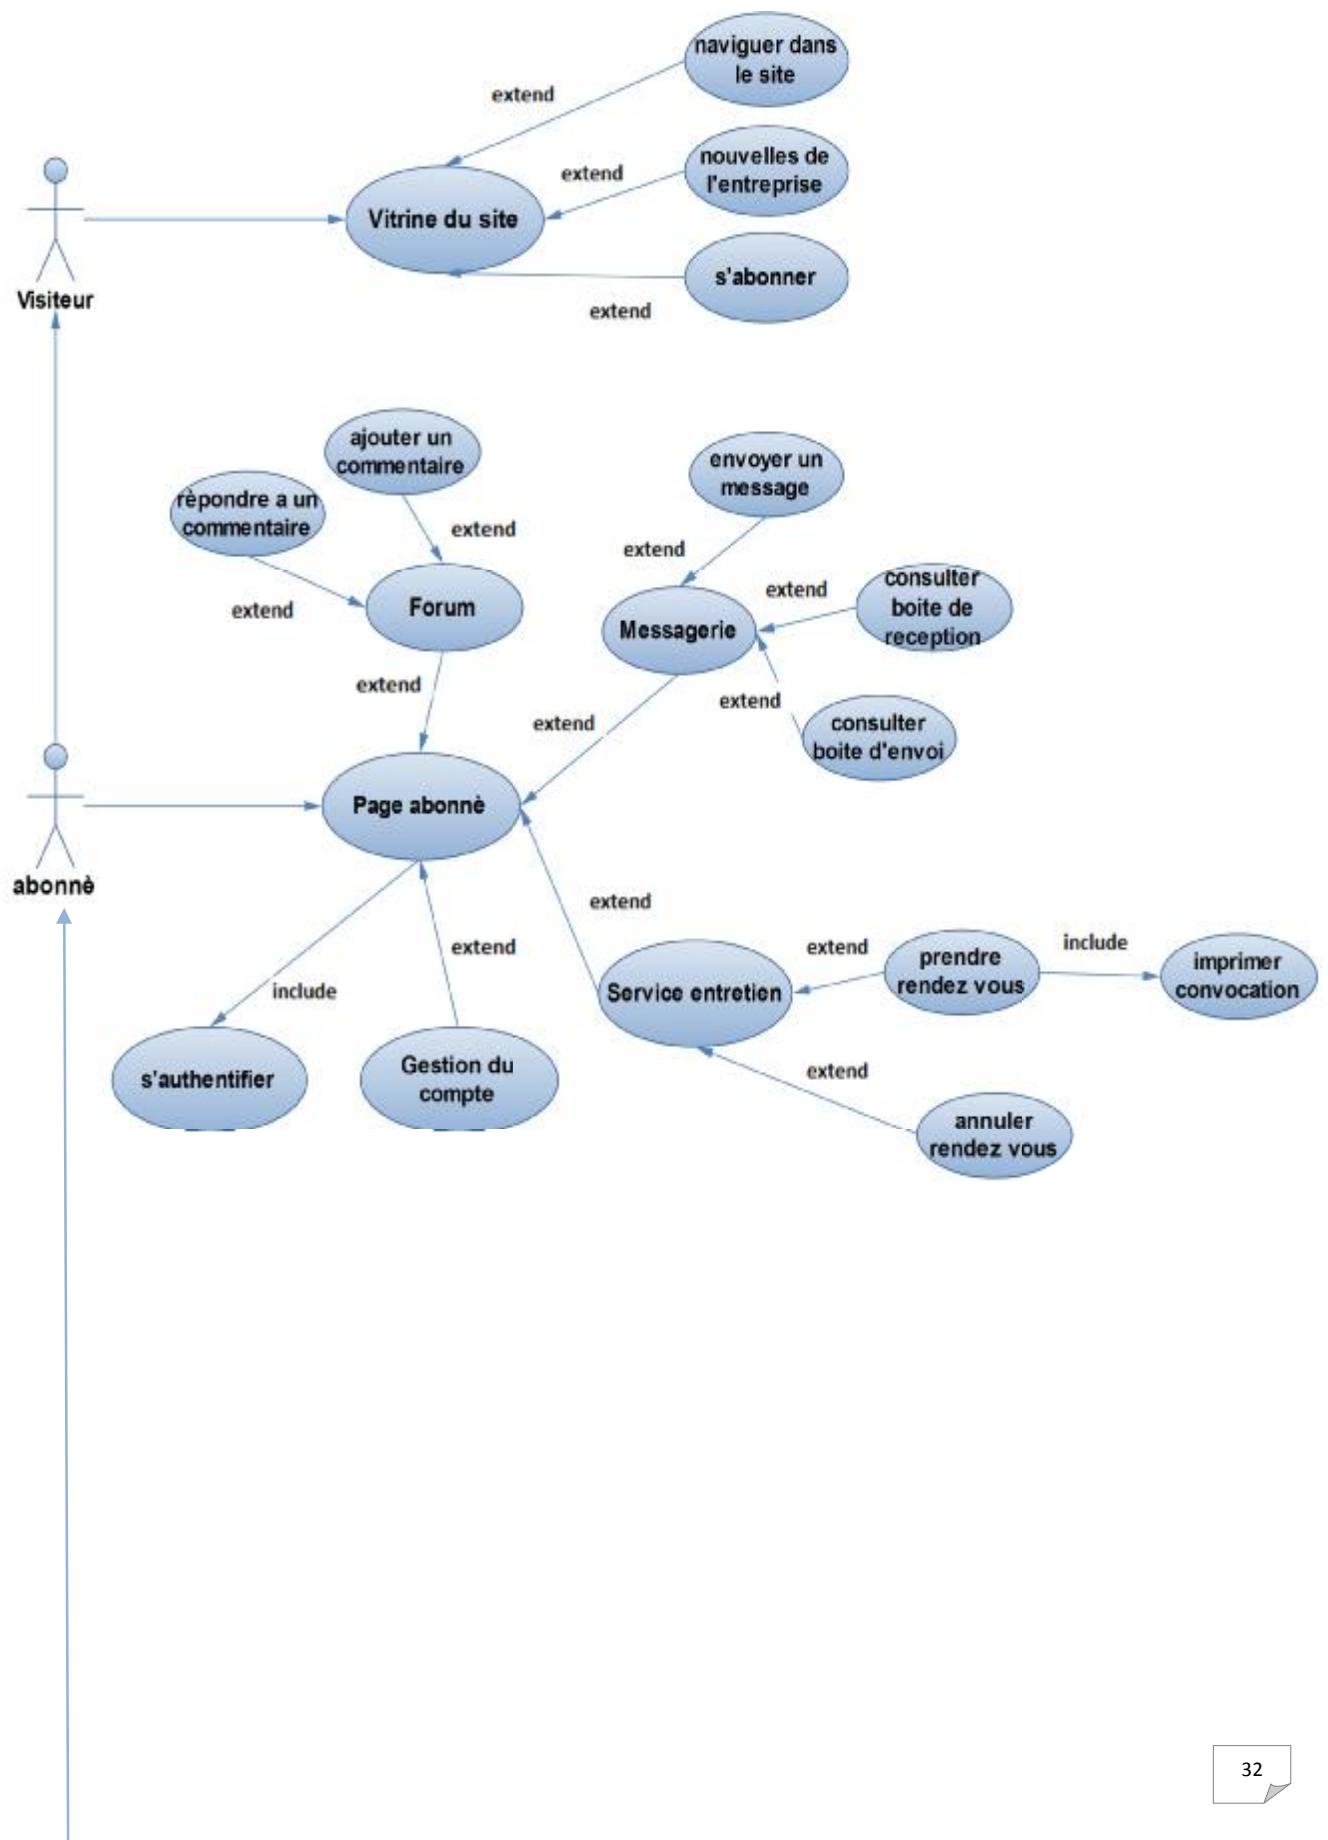 naviguer dans
le site
extend
nouvelles de
l'entreprise
extend
Vitrine du site
s'abonner
extend
Visiteur
ajouter un
commentaire
rèpondre a un
commentaire
extend
extend
Forum
extend
envoyer un
message
extend
consulter
boite de
reception
extend
Messagerie
extend
consulter
boite d'envoi
extend
Page abonnè
abonnè
extend
extend
include
s'authentifier
Gestion du
compte
Service entretien
extend
prendre
rendez vous
include
imprimer
convocation
extend
annuler
rendez vous
32